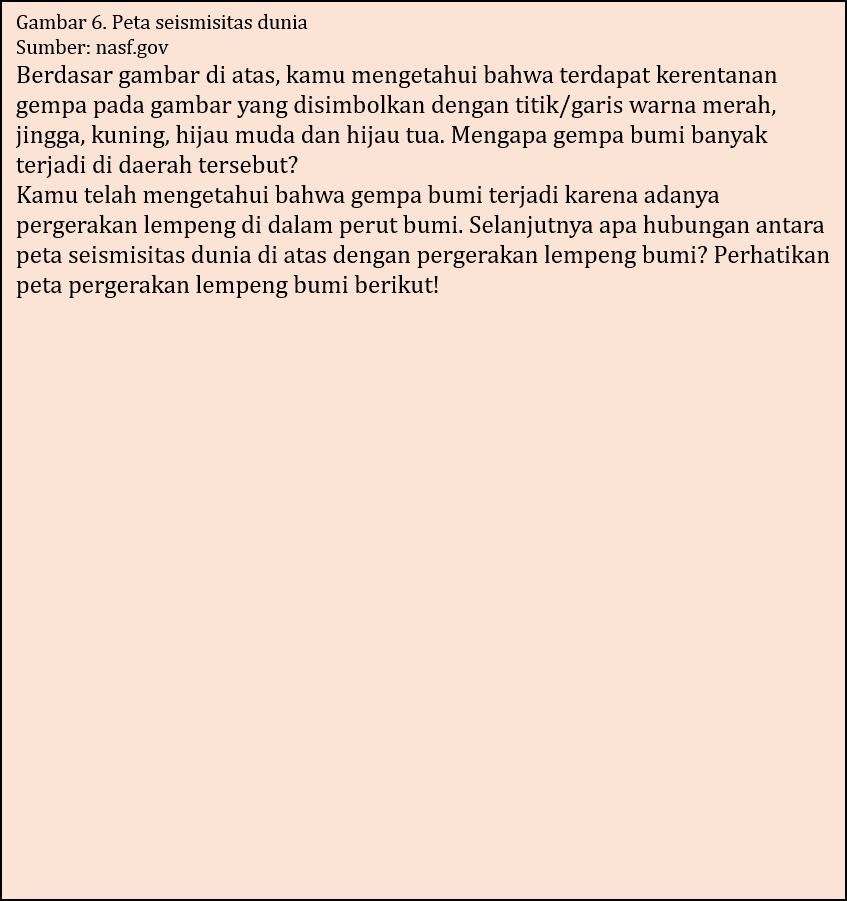 Gambar 6. Peta seismisitas dunia
Sumber: nasf.gov
Berdasar gambar di atas, kamu mengetahui bahwa terdapat kerentanan
gempa pada gambar yang disimbolkan dengan titik/garis warna merah,
jingga, kuning, hijau muda dan hijau tua. Mengapa gempa bumi banyak
terjadi di daerah tersebut?
Kamu telah mengetahui bahwa gempa bumi terjadi karena adanya
pergerakan lempeng di dalam perut bumi. Selanjutnya apa hubungan antara
peta seismisitas dunia di atas dengan pergerakan lempeng bumi? Perhatikan
peta pergerakan lempeng bumi berikut!